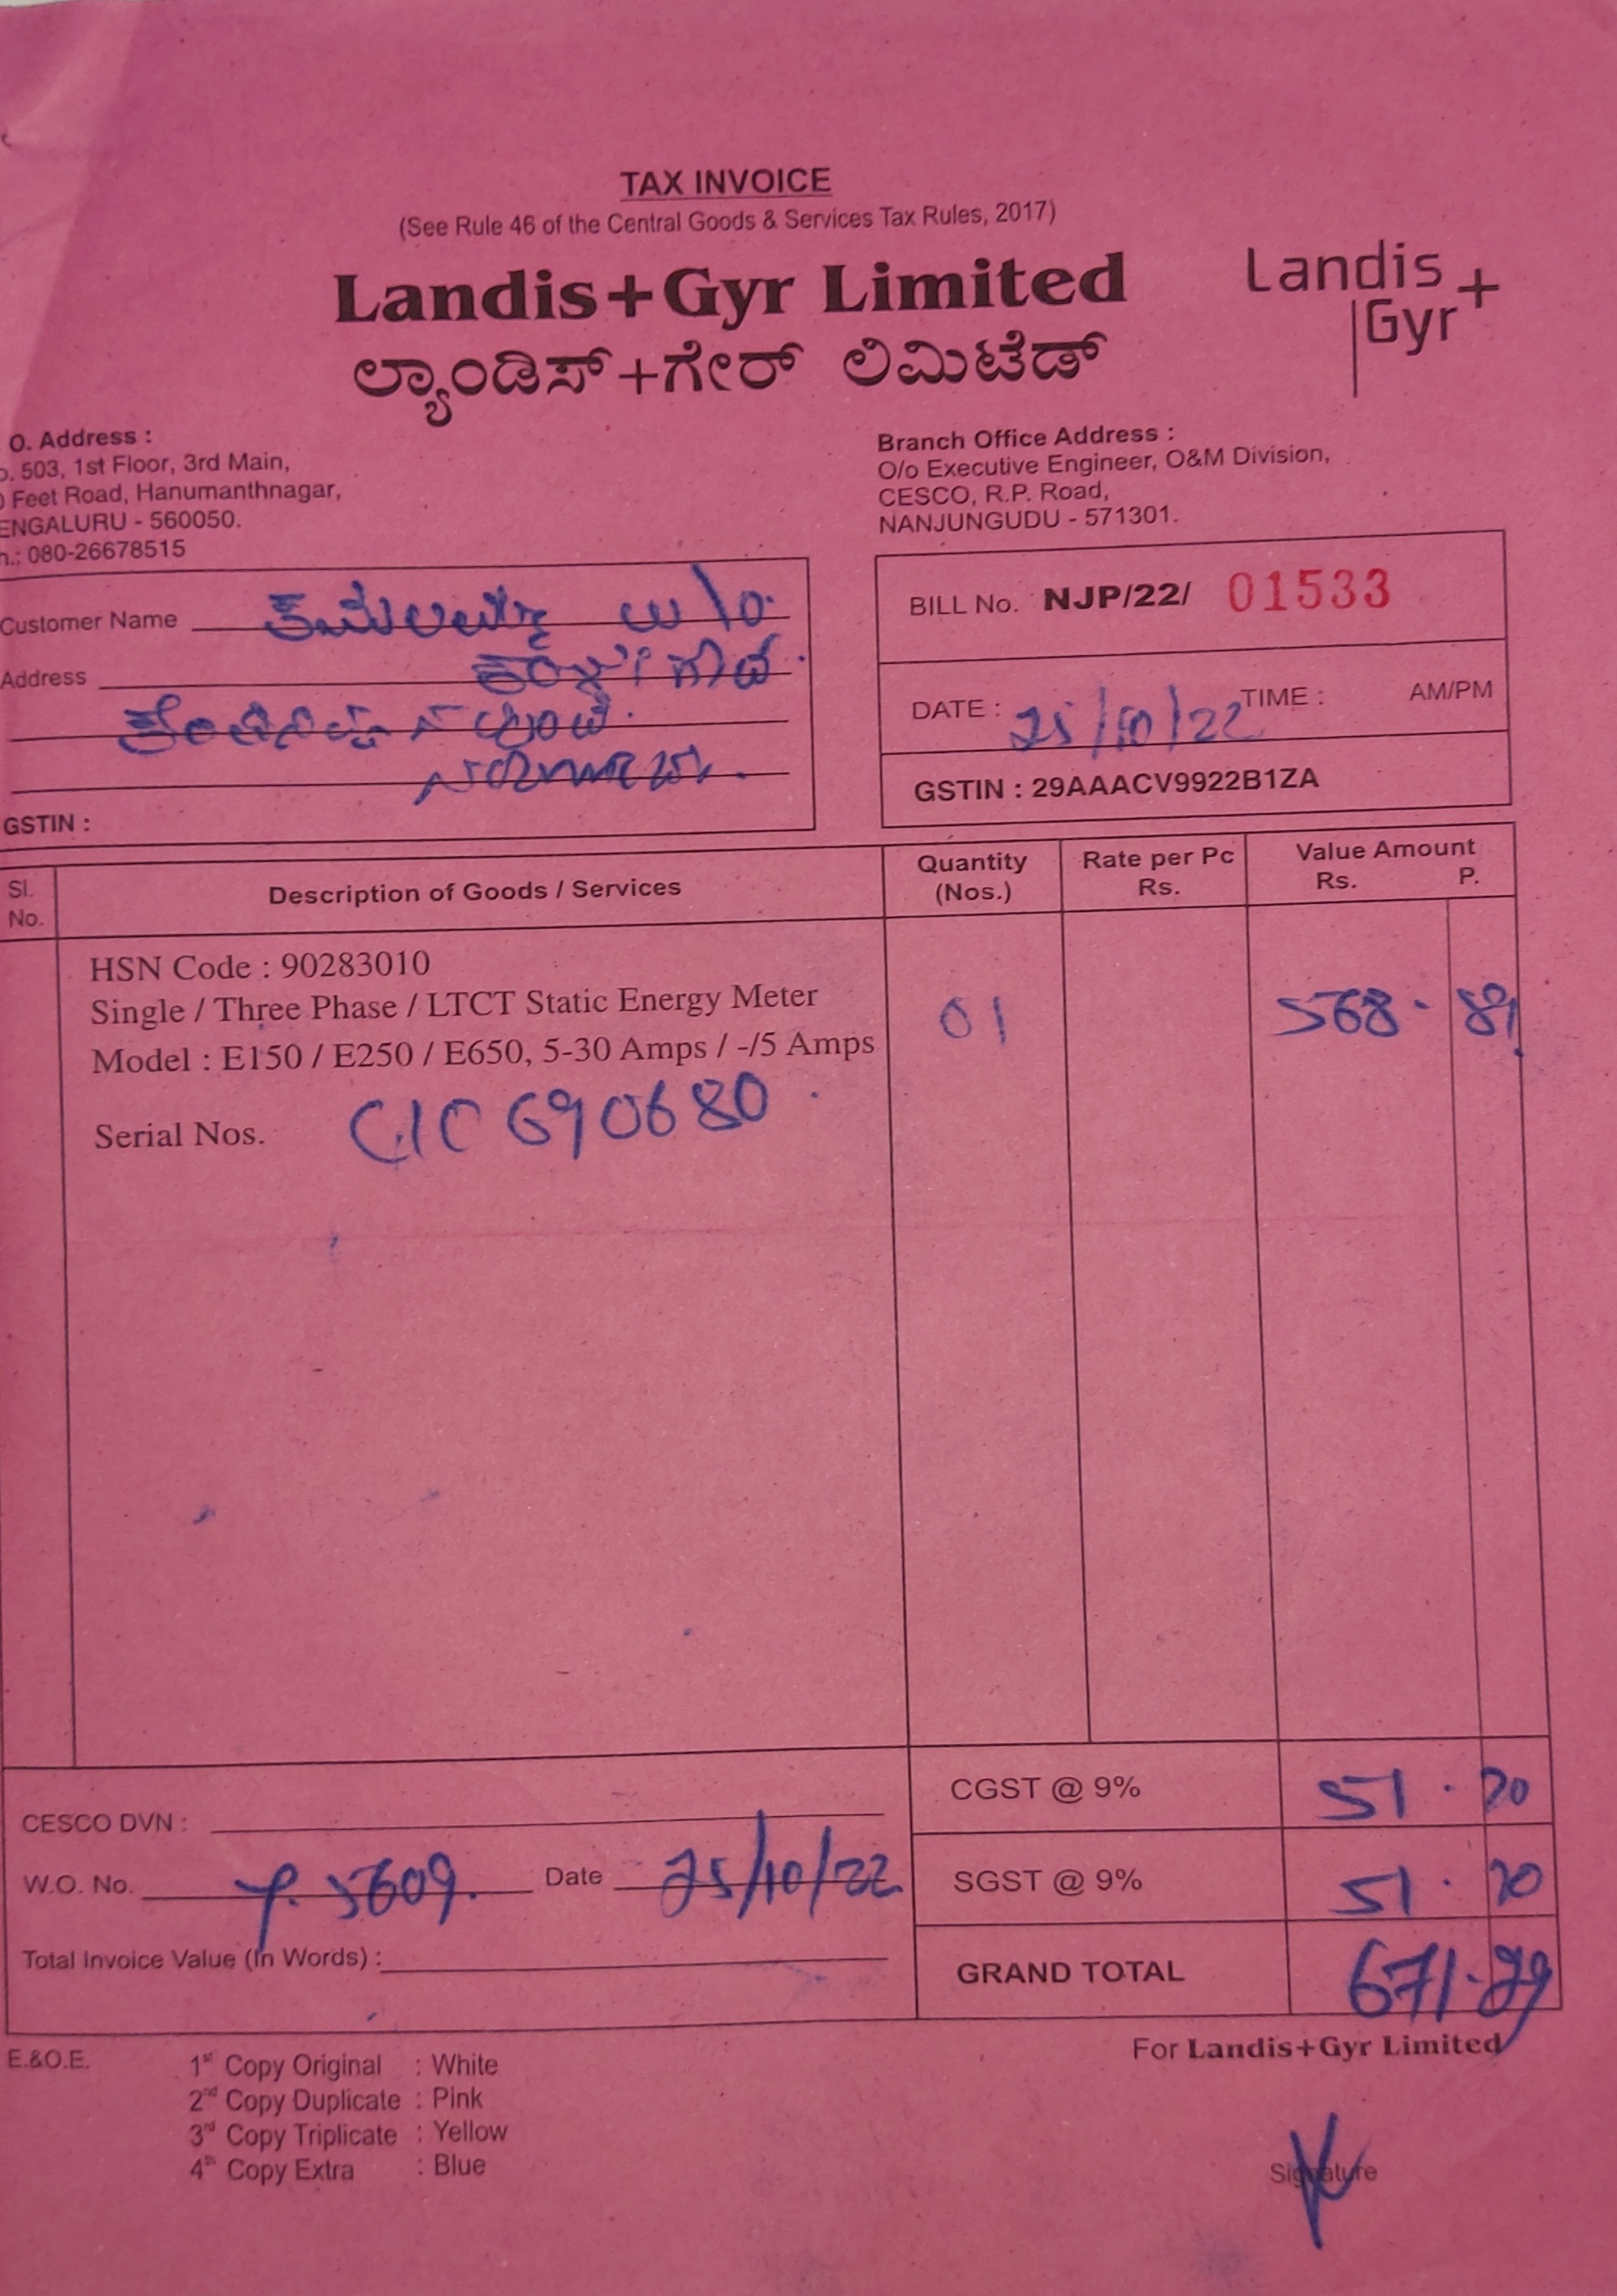 TAX INVOICE
(See Rule 46 of the Central Goods & Services Tax Rules, 2017)
Landis+Gyr Limited
ಲ್ಯಾಂಡಿಸ್+ಗೇರ್ ಲಿಮಿಟೆಡ್
Landis+
Gyr
O. Address :
. 503, 1st Floor, 3rd Main,
Feet Road, Hanumanthnagar,
ENGALURU - 560050.
.: 080-26678515
Branch Office Address :
O/o Executive Engineer, O&M Division,
CESCO, R.P. Road,
NANJUNGUDU - 571301.
Customer Name
Address
GSTIN :
BILL No. NJP/22/ 01533
DATE : 25/10/22 TIME : AM/PM
GSTIN : 29AAACV9922B1ZA
Sl. No. Description of Goods / Services Quantity (Nos.) Rate per Pc Rs. Value Amount Rs. P.
HSN Code : 90283010
Single / Three Phase / LTCT Static Energy Meter 01 568. 89
Model : E150 / E250 / E650, 5-30 Amps / -/5 Amps
Serial Nos. 690680
CGST @ 9% 51. 20
CESCO DVN :
W.O. No. 5609. Date 25/10/22
SGST @ 9% 51. 20
Total Invoice Value (In Words) :
GRAND TOTAL 671.29
E.&O.E.
1st Copy Original : White
2nd Copy Duplicate : Pink
3rd Copy Triplicate : Yellow
4th Copy Extra : Blue
For Landis+Gyr Limited
Signature